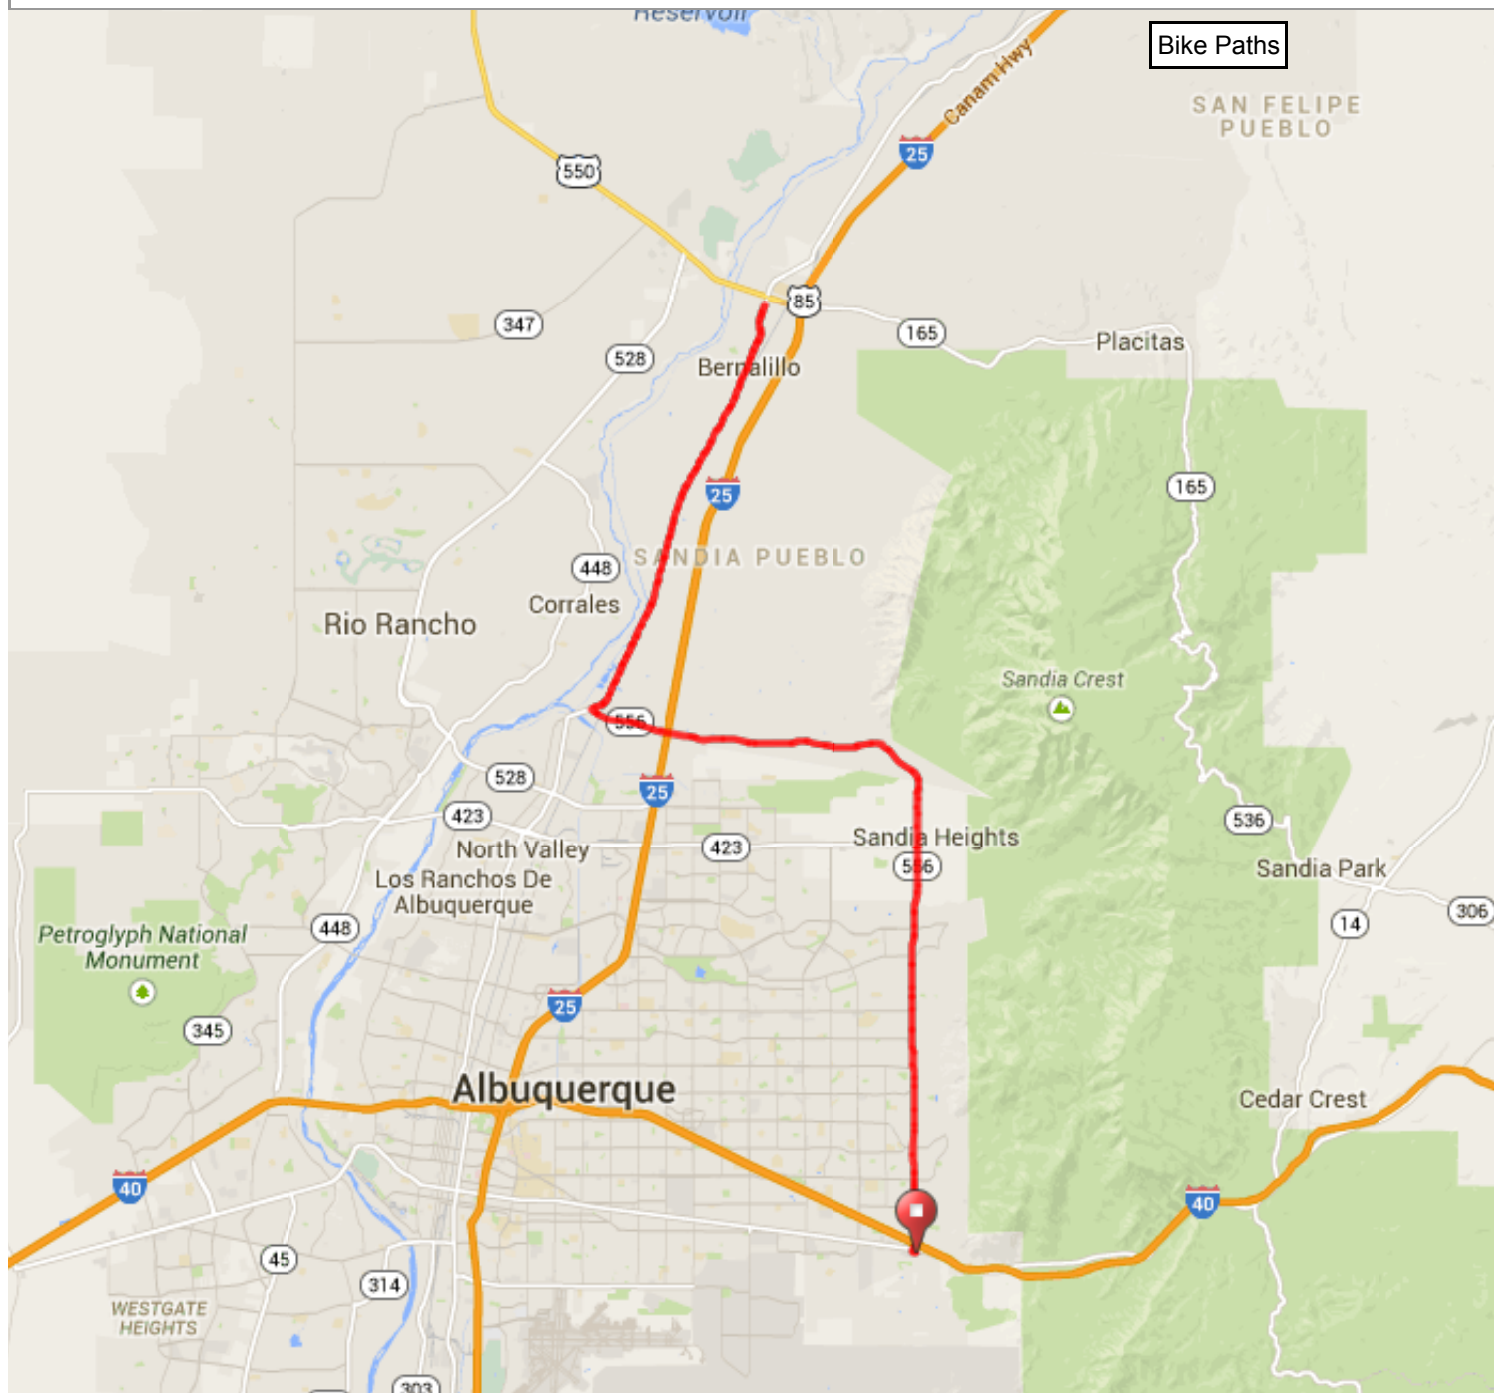 Reservoir
Bike Paths
Canam Hwy
SAN FELIPE
PUEBLO
25
550
85
347
165
Placitas
528
Bernalillo
165
25
SANDIA PUEBLO
448
Corrales
Rio Rancho
Sandia Crest
556
528
25
423
536
Sandia Heights
North Valley
423
556
Sandia Park
Los Ranchos De
Albuquerque
306
14
448
Petroglyph National
Monument
25
345
Albuquerque
Cedar Crest
40
40
45
314
WESTGATE
HEIGHTS
303